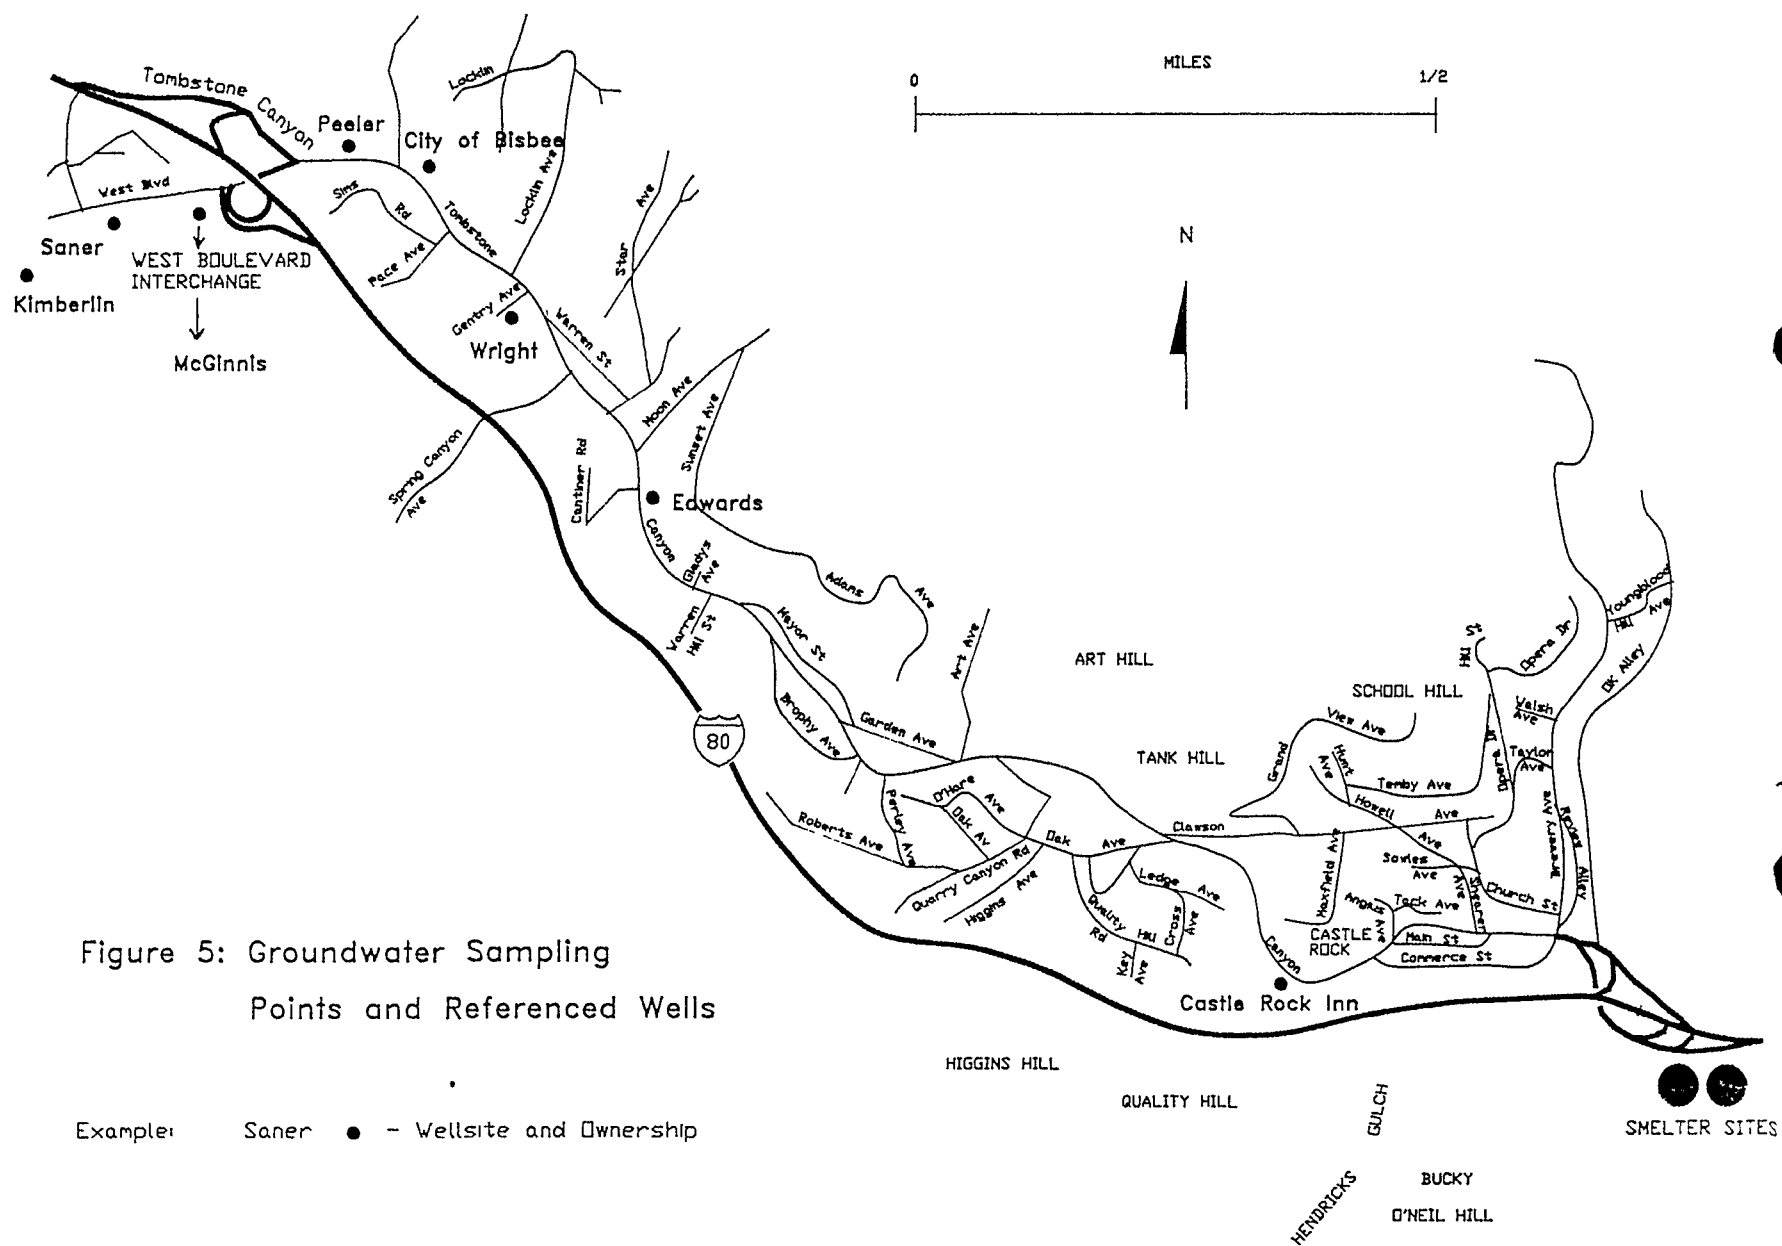 MILES
0
1/2
Tombstone Canyon
Peeler
City of Bisbee
Locklin
Locklin Ave
West Blvd
Sims Rd
Tombstone
Star Ave
N
Saner
WEST BOULEVARD
INTERCHANGE
Pace Ave
Kimberlin
Gentry Ave
Warren St
Wright
McGinnis
Moon Ave
Sunset Ave
Spring Canyon
Ave
Cantiner Rd
Edwards
Canyon
Gladys
Ave
Adams Ave
Warren
Hill St
Mayor St
Art Ave
ART HILL
Youngblood
Hill Ave
Hill St
Opera Dr
OK Alley
SCHOOL HILL
80
Brophy Ave
Garden Ave
View Ave
Walsh
Ave
TANK HILL
Grand
Hunt
Ave
Opera Dr
Taylor
Ave
Temby Ave
O'Hare Ave
Perley Ave
Oak Av
Roberts Ave
Howell Ave
Ave
Brewery Ave
Review Alley
Clawson
Oak Ave
Quarry Canyon Rd
Maxfield Ave
Sowles
Ave
Higgins Ave
Ledge Ave
Shearer
Ave
Church St
Quality
Hill
Rd
Cross
Ave
Angius
Ave
Tack Ave
CASTLE
ROCK
Main St
Commerce St
Key
Ave
Canyon
Castle Rock Inn
Figure 5: Groundwater Sampling
Points and Referenced Wells
HIGGINS HILL
QUALITY HILL
GULCH
HENDRICKS
SMELTER SITES
Example: Saner ● - Wellsite and Ownership
BUCKY
O'NEIL HILL